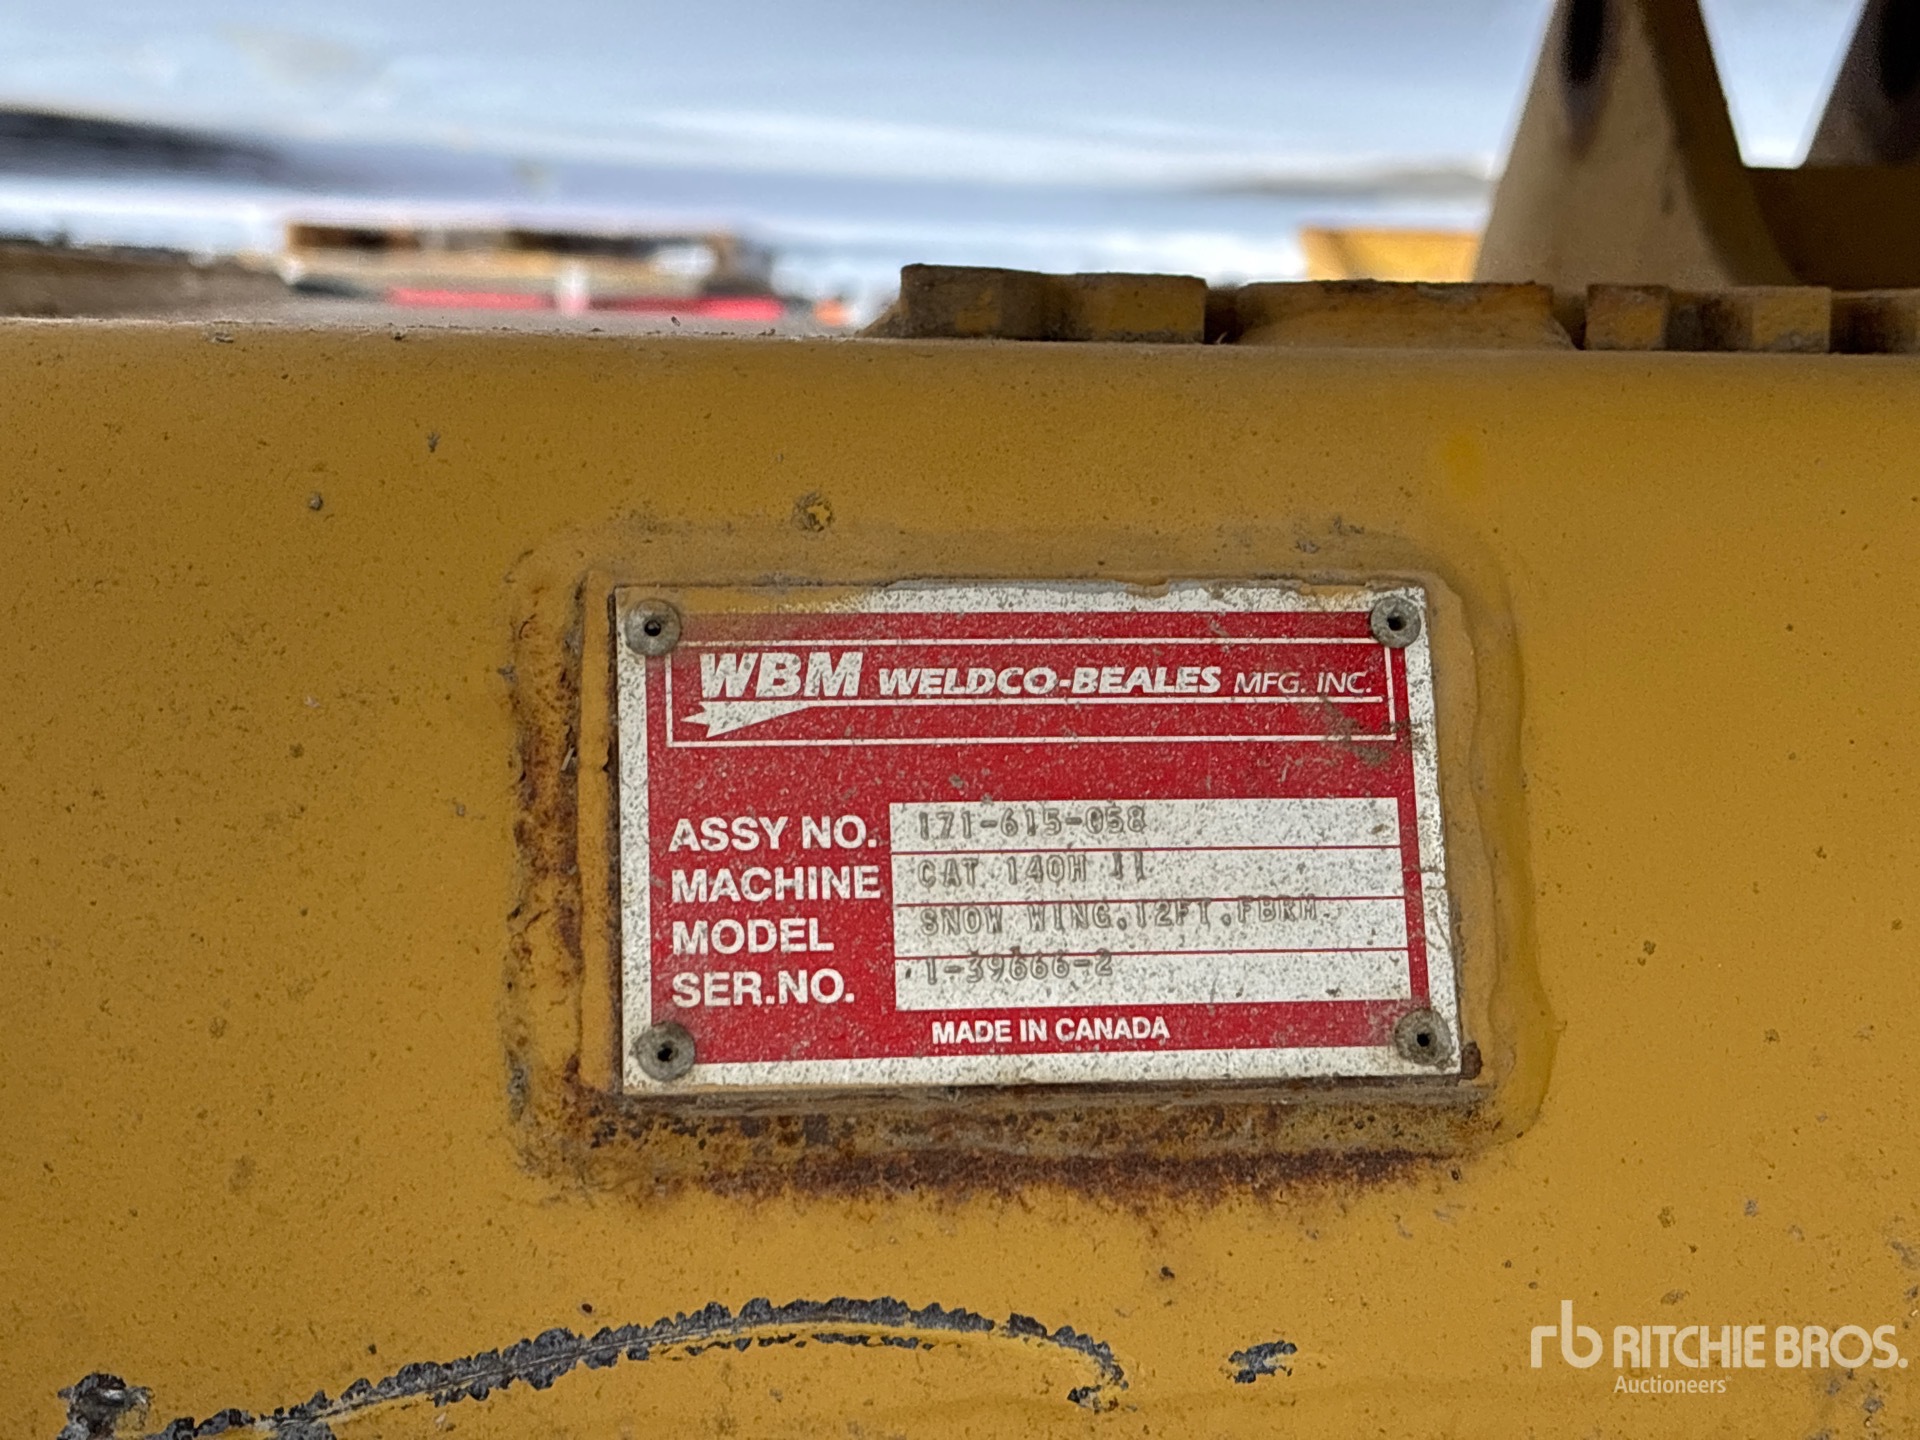 WBM WELDCO-BEALES MFG. INC.
ASSY NO. 171-615-058
MACHINE CAT 140H II
MODEL SNOW WING,12FT,FBRM.
SER.NO. 1-39666-2
MADE IN CANADA
rb RITCHIE BROS.
Auctioneers